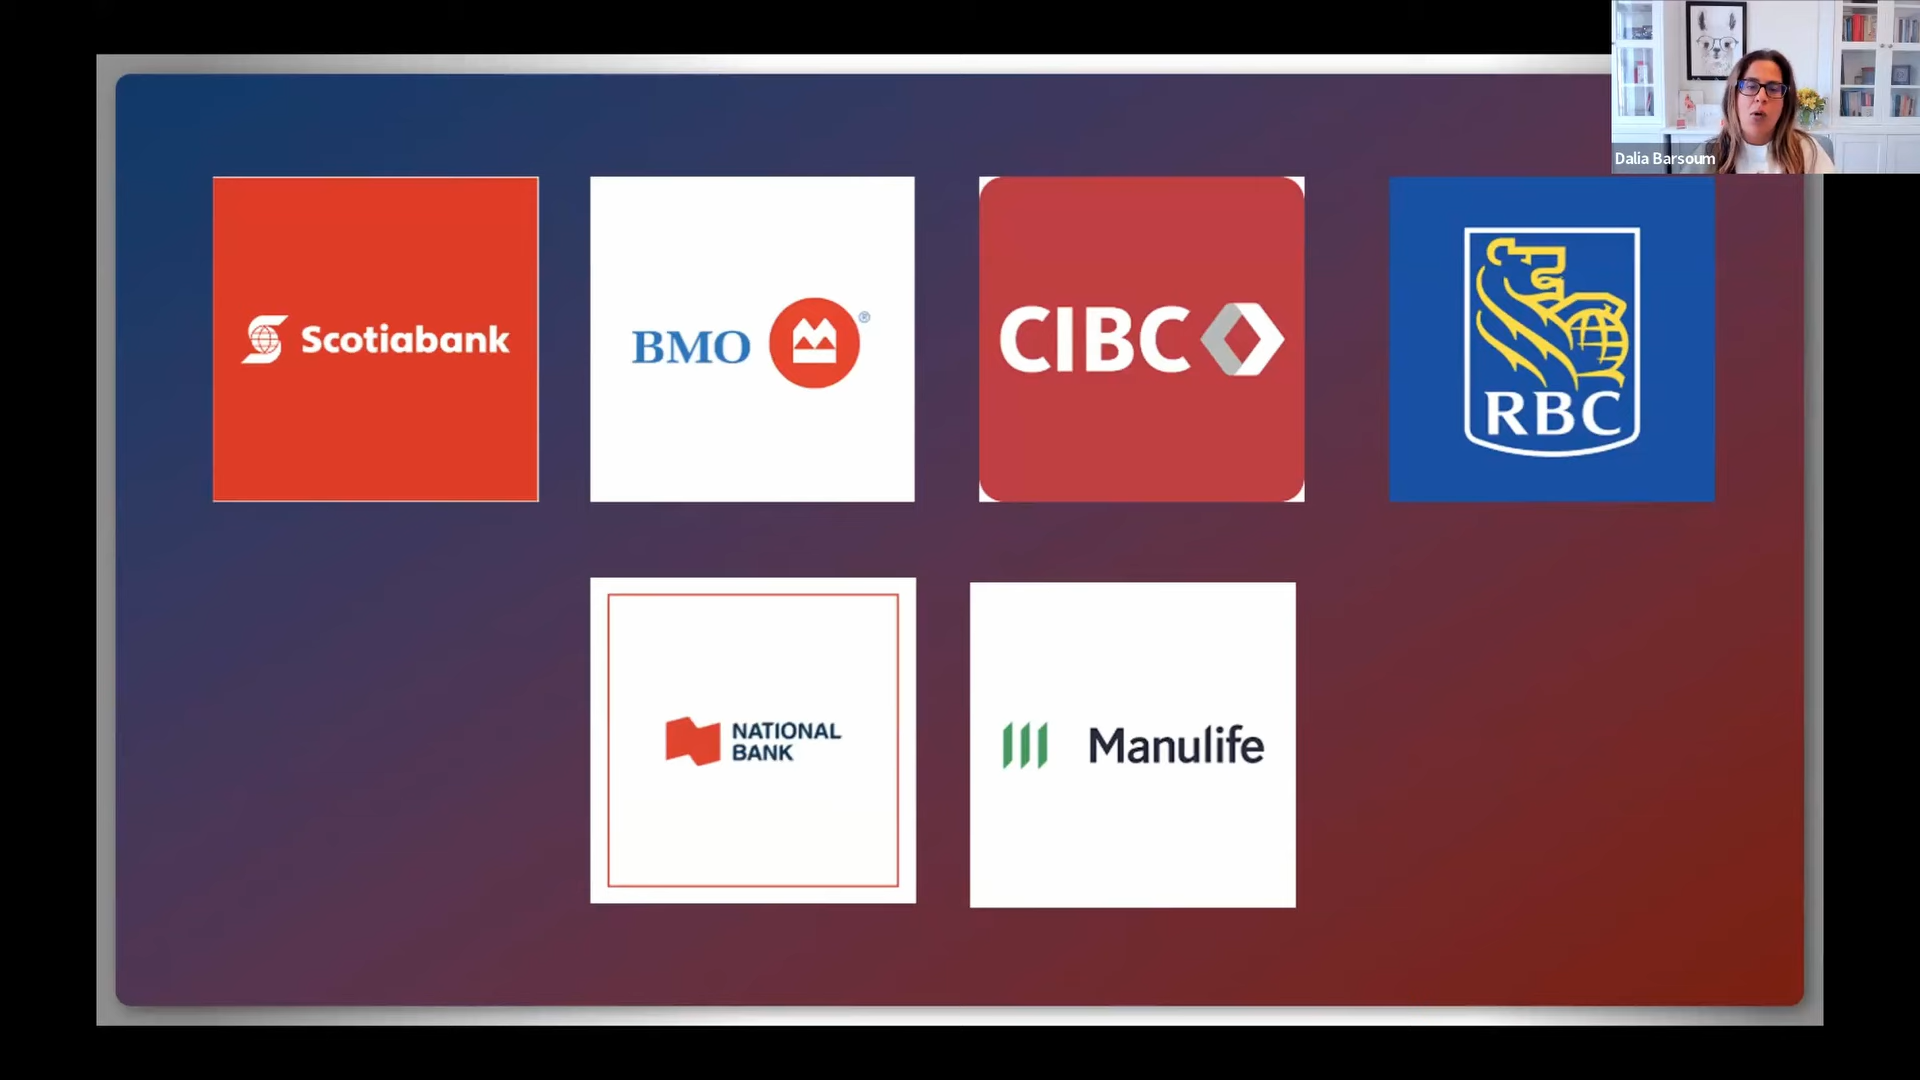 Dalia Barsoum
Scotiabank
BMO ®
CIBC
RBC
NATIONAL
BANK
Manulife